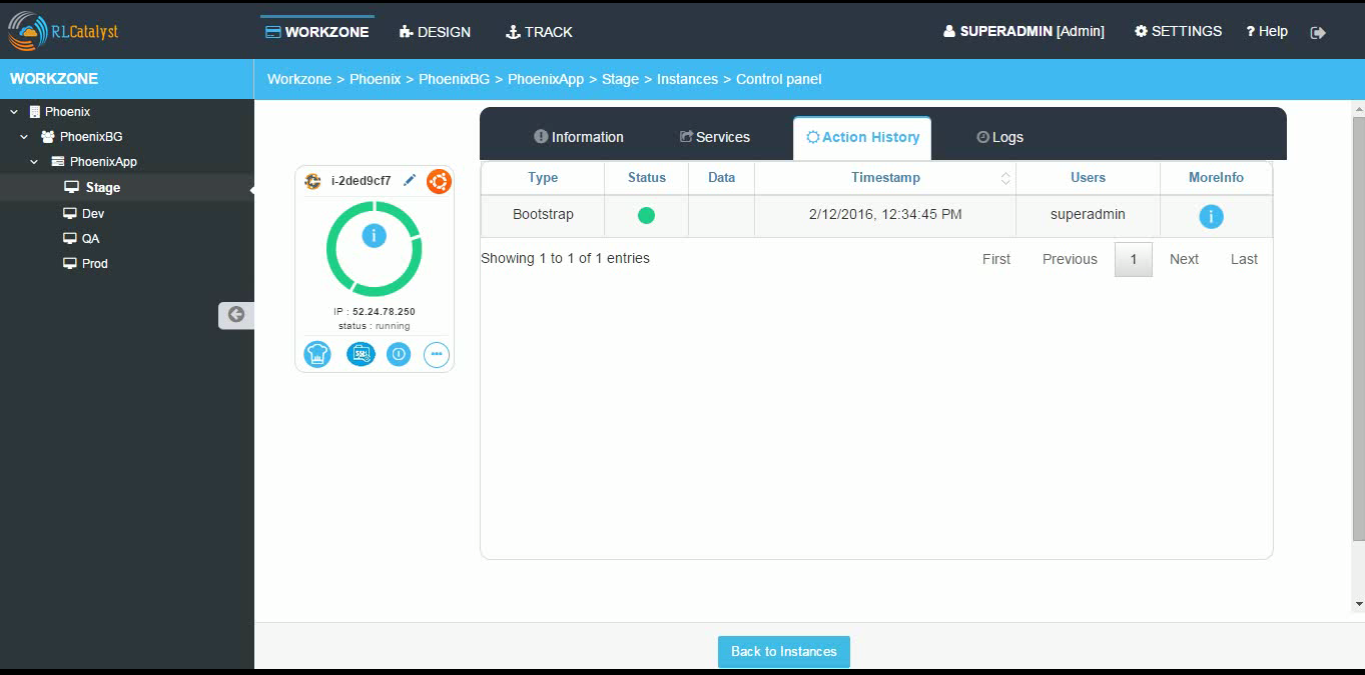 RLCatalyst
WORKZONE
DESIGN
TRACK
SUPERADMIN [Admin]
SETTINGS
? Help
WORKZONE
Workzone > Phoenix > PhoenixBG > PhoenixApp > Stage > Instances > Control panel
Phoenix
PhoenixBG
PhoenixApp
Stage
Dev
QA
Prod
i-2ded9cf7
IP : 52.24.78.250
status : running
SSH
Information
Services
Action History
Logs
Type Status Data Timestamp Users MoreInfo
Bootstrap 2/12/2016, 12:34:45 PM superadmin
Showing 1 to 1 of 1 entries
First Previous 1 Next Last
Back to Instances